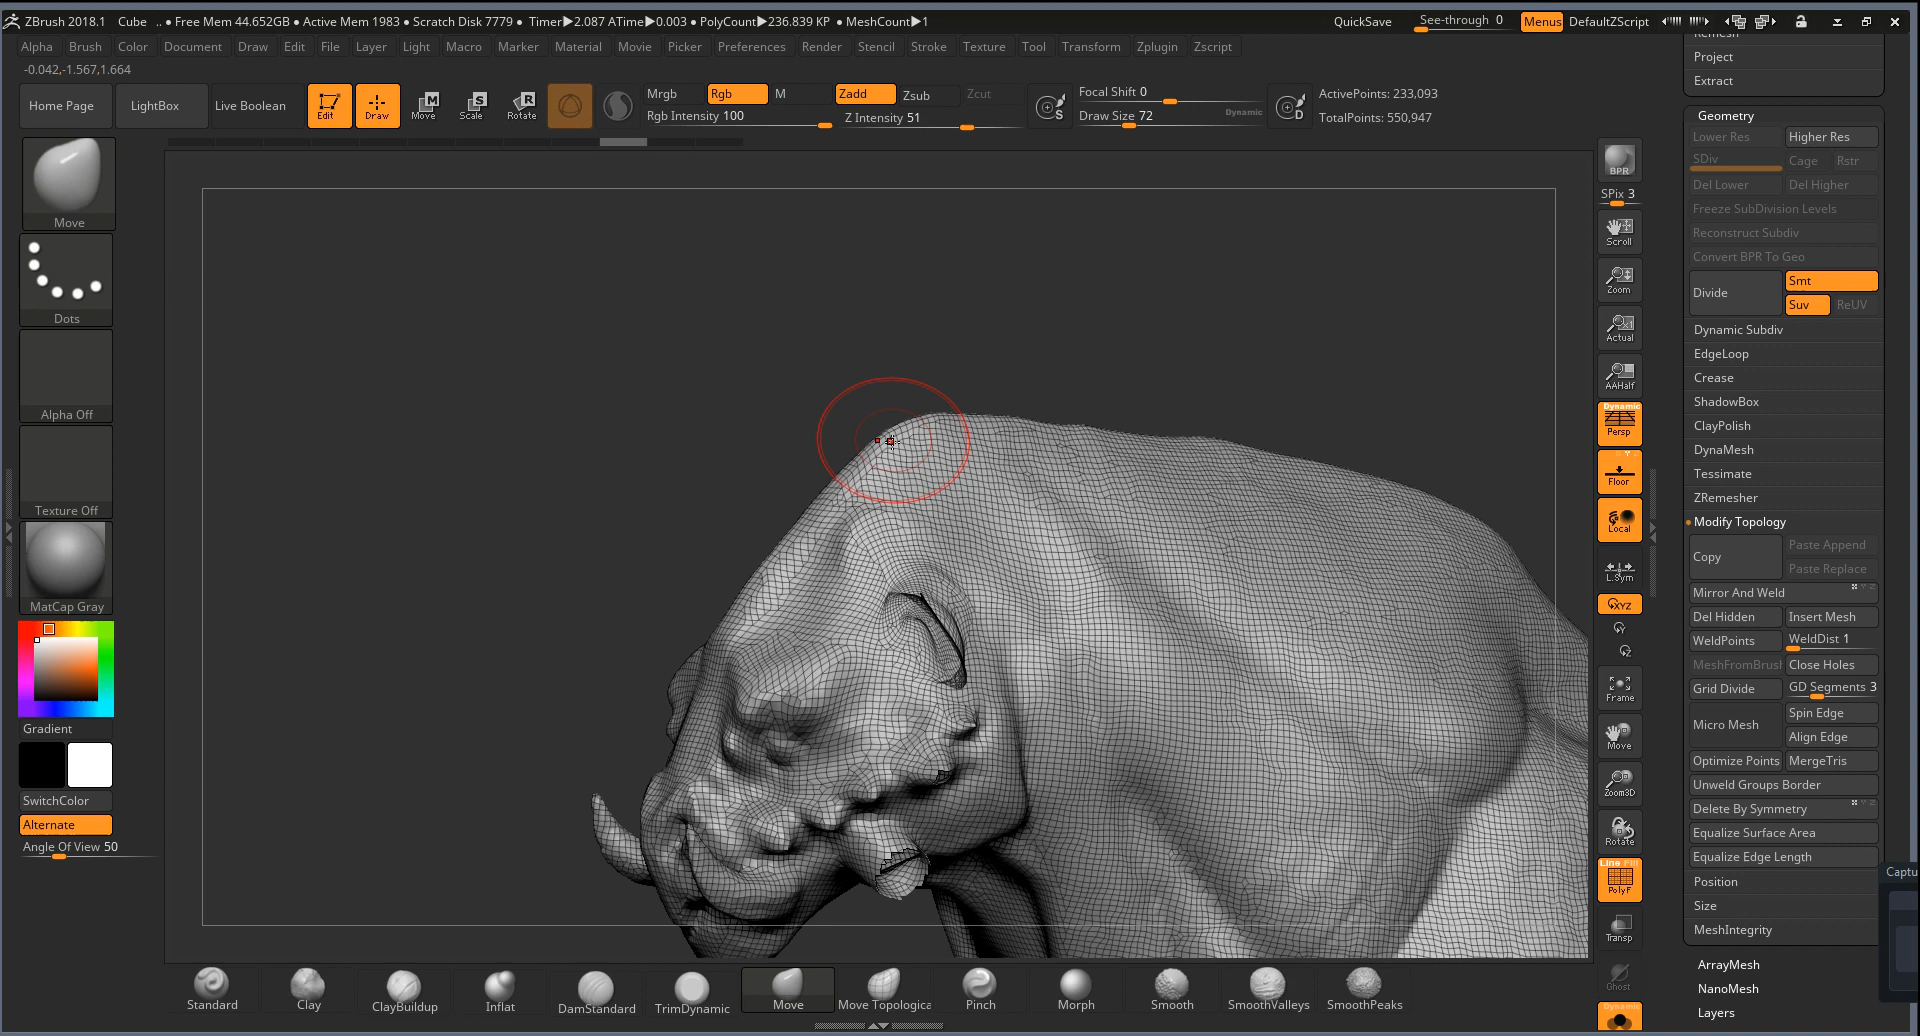 ZBrush 2018.1 Cube .. • Free Mem 44.652GB • Active Mem 1983 • Scratch Disk 7779 • Timer▶2.087 ATime▶0.003 • PolyCount▶236.839 KP • MeshCount▶1 QuickSave See-through 0 Menus DefaultZScript
Alpha Brush Color Document Draw Edit File Layer Light Macro Marker Material Movie Picker Preferences Render Stencil Stroke Texture Tool Transform Zplugin Zscript
-0.042,-1.567,1.664
Home Page LightBox Live Boolean Edit Draw Move Scale Rotate
Mrgb Rgb M Zadd Zsub Zcut
Rgb Intensity 100 Z Intensity 51
Focal Shift 0
Draw Size 72 Dynamic
ActivePoints: 233,093
TotalPoints: 550,947
Move
Dots
Alpha Off
Texture Off
MatCap Gray
Gradient
SwitchColor
Alternate
Angle Of View 50
BPR
SPix 3
Scroll
Zoom
Actual
AAHalf
Dynamic
Persp
Floor
Local
L.Sym
XYZ
Y
Z
Frame
Move
Zoom3D
Rotate
Line Fill
PolyF
Transp
Ghost
Dynamic
Remesh
Project
Extract
Geometry
Lower Res Higher Res
SDiv Cage Rstr
Del Lower Del Higher
Freeze SubDivision Levels
Reconstruct Subdiv
Convert BPR To Geo
Divide Smt
Suv ReUV
Dynamic Subdiv
EdgeLoop
Crease
ShadowBox
ClayPolish
DynaMesh
Tessimate
ZRemesher
Modify Topology
Copy Paste Append
Paste Replace
Mirror And Weld
Del Hidden Insert Mesh
WeldPoints WeldDist 1
MeshFromBrush Close Holes
Grid Divide GD Segments 3
Micro Mesh Spin Edge
Align Edge
Optimize Points MergeTris
Unweld Groups Border
Delete By Symmetry
Equalize Surface Area
Equalize Edge Length
Position
Size
MeshIntegrity
ArrayMesh
NanoMesh
Layers
Captu
Standard Clay ClayBuildup Inflat DamStandard TrimDynamic Move Move Topologica Pinch Morph Smooth SmoothValleys SmoothPeaks